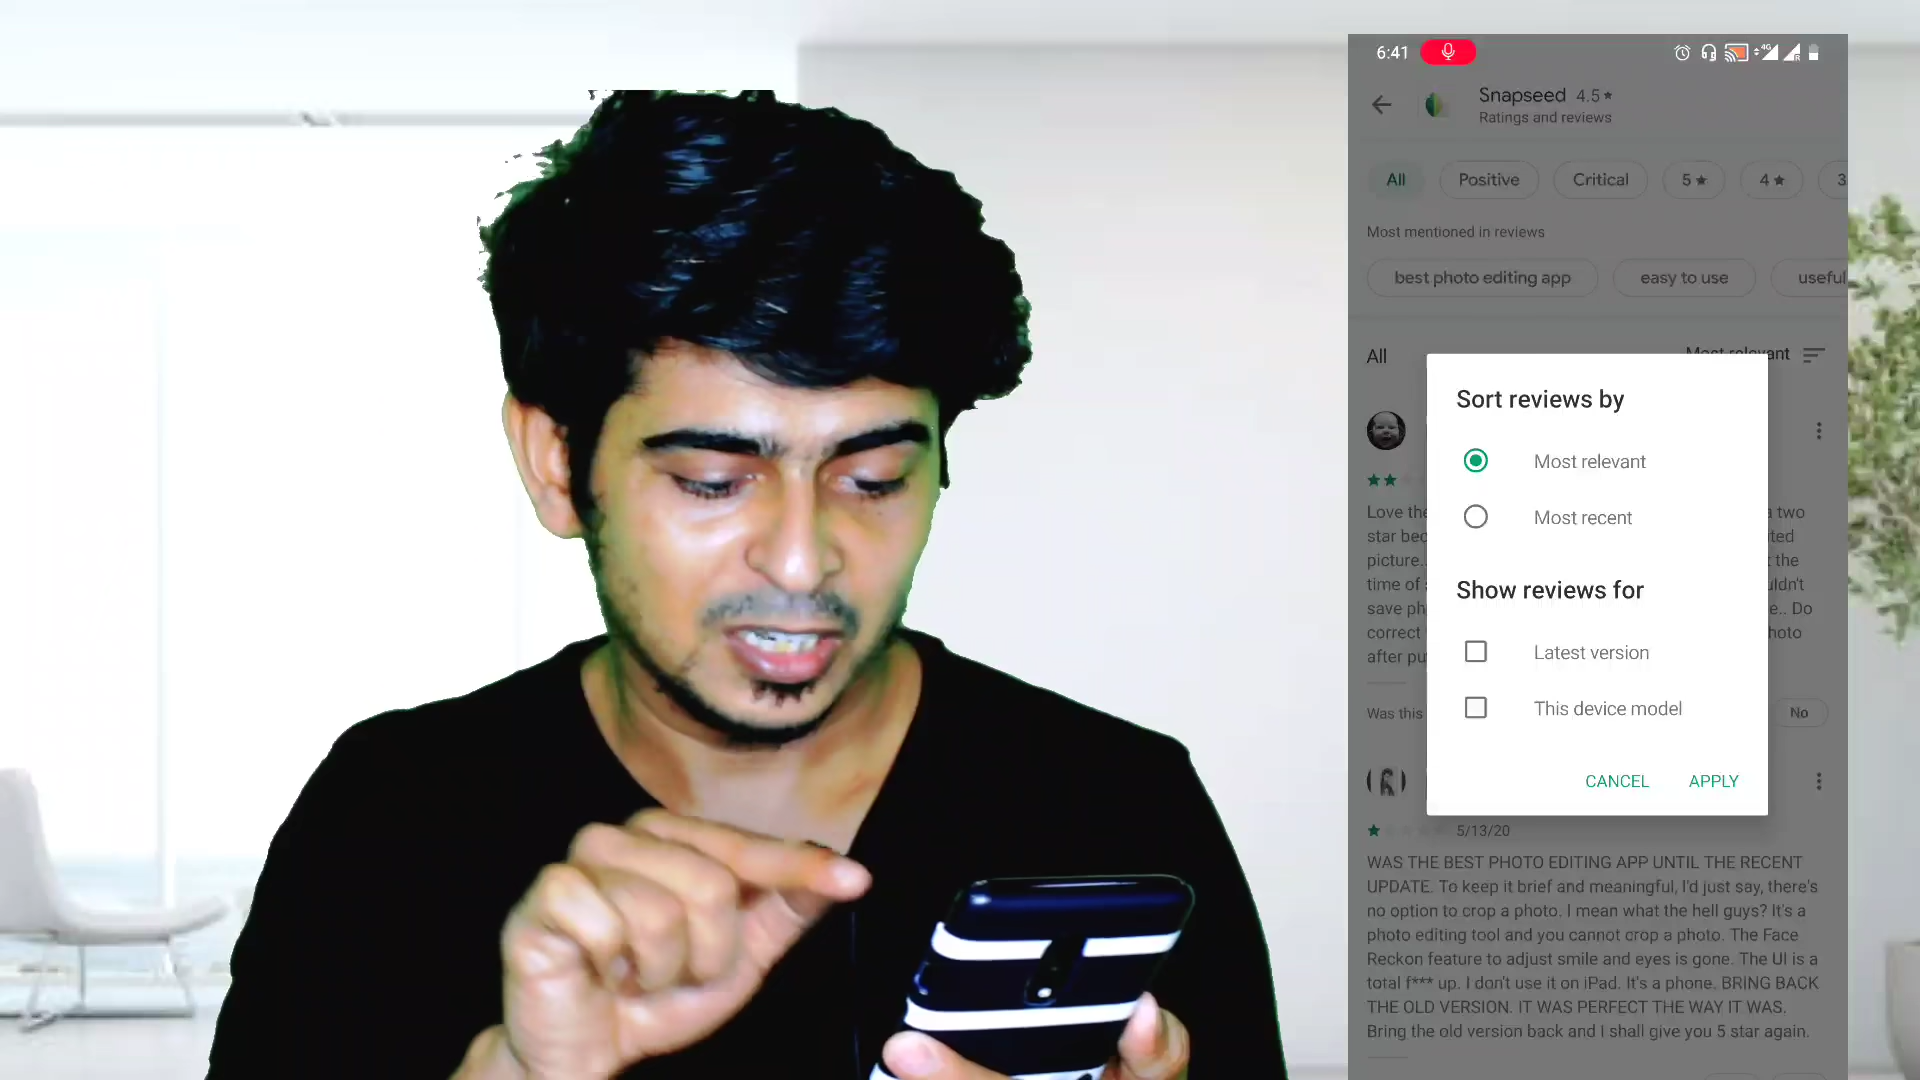 6:41
4G
R
Snapseed 4.5★
Ratings and reviews
All Positive Critical 5★ 4★ 3
Most mentioned in reviews
best photo editing app easy to use useful
All
Sort reviews by
Most relevant
Most recent
Show reviews for
Latest version
This device model
CANCEL APPLY
Love
two
star
picture..
the
time of
save
Do
correct
after
Was this
No
5/13/20
WAS THE BEST PHOTO EDITING APP UNTIL THE RECENT
UPDATE. To keep it brief and meaningful, I'd just say, there's
no option to crop a photo. I mean what the hell guys? It's a
photo editing tool and you cannot crop a photo. The Face
Reckon feature to adjust smile and eyes is gone. The UI is a
total f*** up. I don't use it on iPad. It's a phone. BRING BACK
THE OLD VERSION. IT WAS PERFECT THE WAY IT WAS.
Bring the old version back and I shall give you 5 star again.